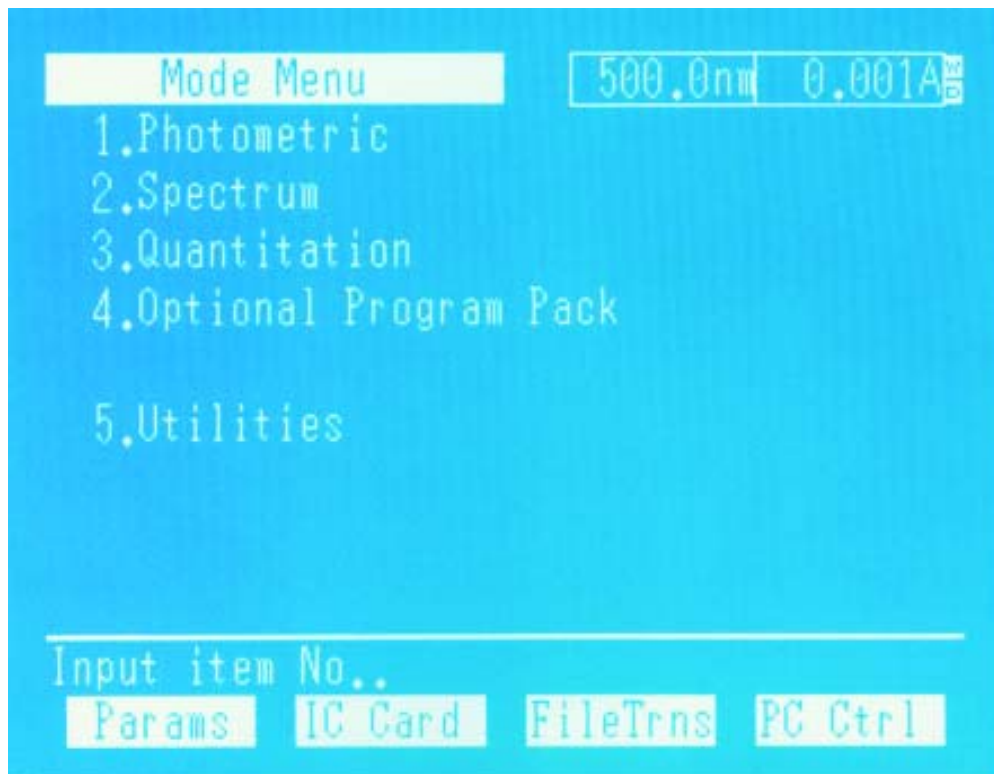 Mode Menu 500.0nm 0.001A W D
1.Photometric
2.Spectrum
3.Quantitation
4.Optional Program Pack
5.Utilities
Input item No..
Params IC Card FileTrns PC Ctrl